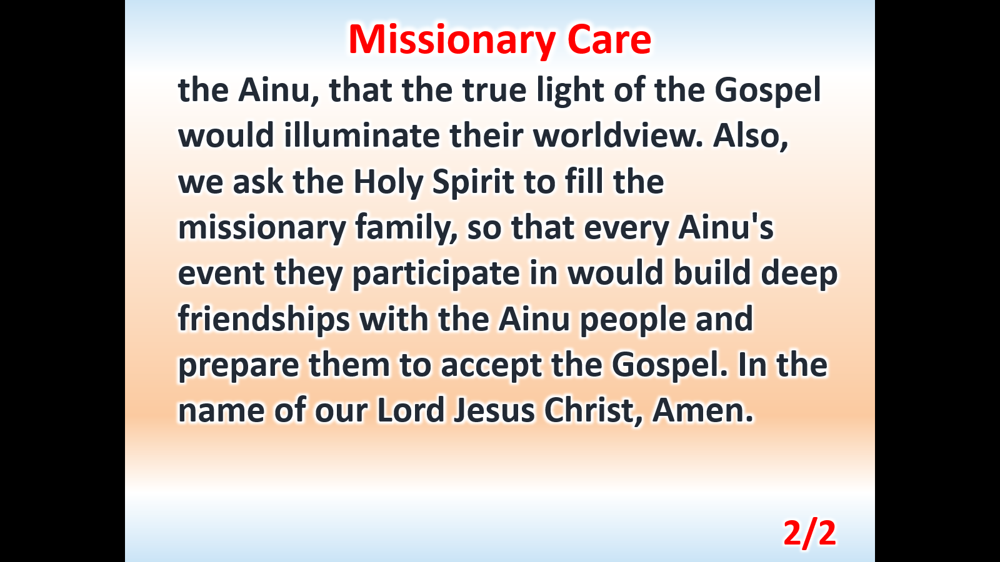 Missionary Care
the Ainu, that the true light of the Gospel
would illuminate their worldview. Also,
we ask the Holy Spirit to fill the
missionary family, so that every Ainu's
event they participate in would build deep
friendships with the Ainu people and
prepare them to accept the Gospel. In the
name of our Lord Jesus Christ, Amen.
2/2